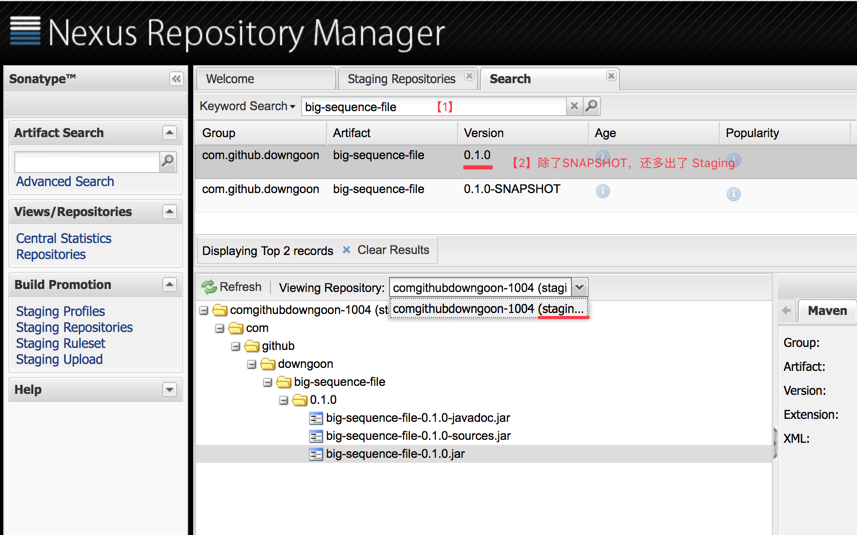 Nexus Repository Manager
Sonatype™
Artifact Search
Advanced Search
Views/Repositories
Central Statistics
Repositories
Build Promotion
Staging Profiles
Staging Repositories
Staging Ruleset
Staging Upload
Help
Welcome
Staging Repositories
Search
Keyword Search
big-sequence-file
【1】
Group Artifact Version Age Popularity
com.github.downgoon big-sequence-file 0.1.0
【2】除了SNAPSHOT，还多出了 Staging
com.github.downgoon big-sequence-file 0.1.0-SNAPSHOT
Displaying Top 2 records Clear Results
Refresh Viewing Repository: comgithubdowngoon-1004 (stagi
comgithubdowngoon-1004 (stagin...
comgithubdowngoon-1004 (st
com
github
downgoon
big-sequence-file
0.1.0
big-sequence-file-0.1.0-javadoc.jar
big-sequence-file-0.1.0-sources.jar
big-sequence-file-0.1.0.jar
Maven
Group:
Artifact:
Version:
Extension:
XML: